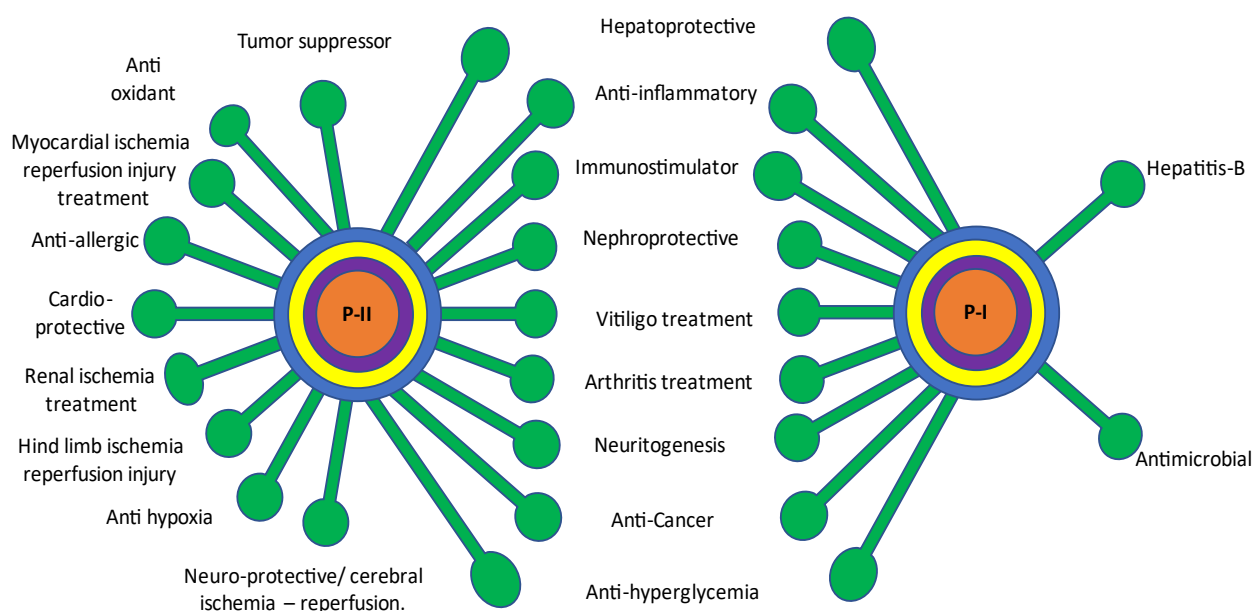 Tumor suppressor
Anti
oxidant
Myocardial ischemia
reperfusion injury
treatment
Anti-allergic
Cardio-
protective
Renal ischemia
treatment
Hind limb ischemia
reperfusion injury
Anti hypoxia
Neuro-protective/ cerebral
ischemia – reperfusion.
P-II
Hepatoprotective
Anti-inflammatory
Immunostimulator
Nephroprotective
Vitiligo treatment
Arthritis treatment
Neuritogenesis
Anti-Cancer
Anti-hyperglycemia
P-I
Hepatitis-B
Antimicrobial